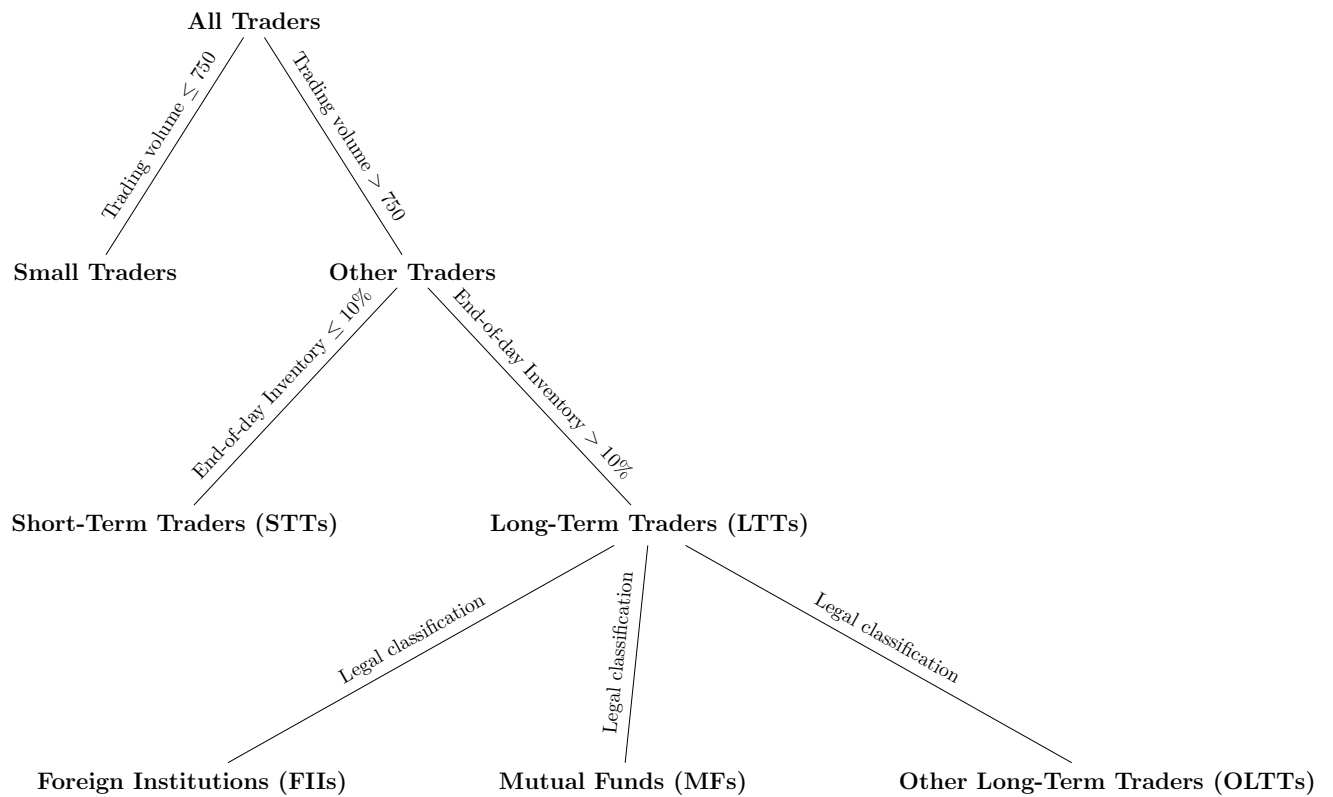 All Traders
Trading volume ≤ 750
Trading volume > 750
Small Traders
Other Traders
End-of-day Inventory ≤ 10%
End-of-day Inventory > 10%
Short-Term Traders (STTs)
Long-Term Traders (LTTs)
Legal classification
Legal classification
Legal classification
Foreign Institutions (FIIs)
Mutual Funds (MFs)
Other Long-Term Traders (OLTTs)